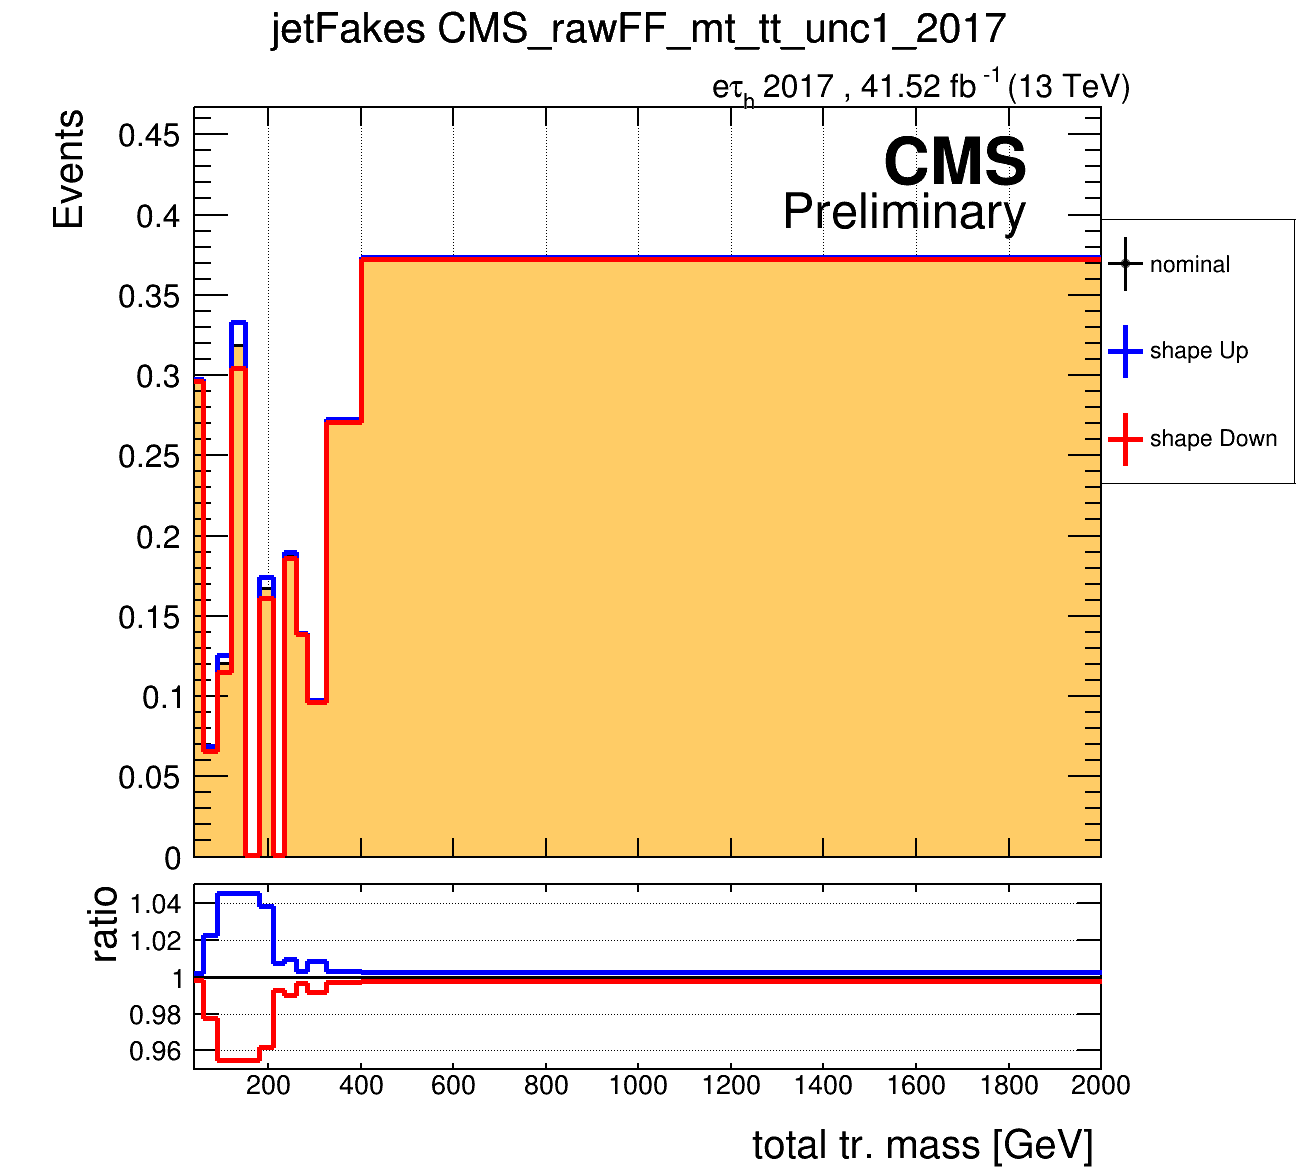 jetFakes CMS_rawFF_mt_tt_unc1_2017
eτh 2017 , 41.52 fb -1 (13 TeV)
Events
0.45
0.4
0.35
0.3
0.25
0.2
0.15
0.1
0.05
0
CMS
Preliminary
nominal
shape Up
shape Down
ratio
1.04
1.02
1
0.98
0.96
200 400 600 800 1000 1200 1400 1600 1800 2000
total tr. mass [GeV]